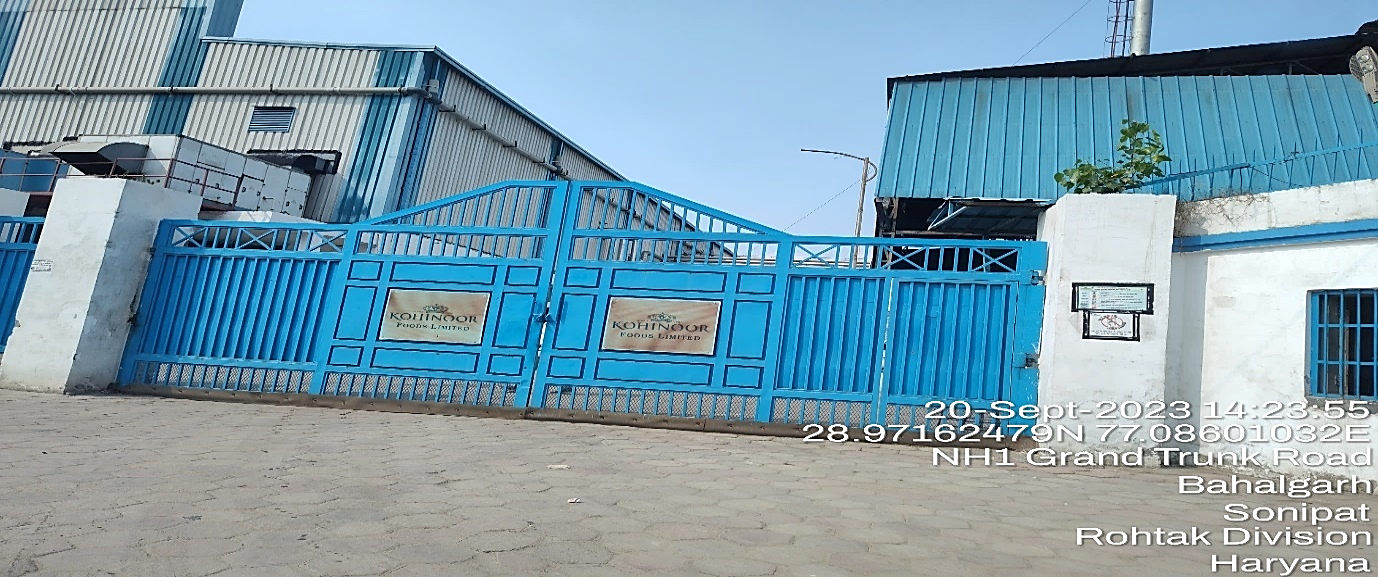 KOHINOOR
FOODS LIMITED
KOHINOOR
FOODS LIMITED
20-Sept-2023 14:23:55
28.97162479N 77.08601032E
NH1 Grand Trunk Road
Bahalgarh
Sonipat
Rohtak Division
Haryana